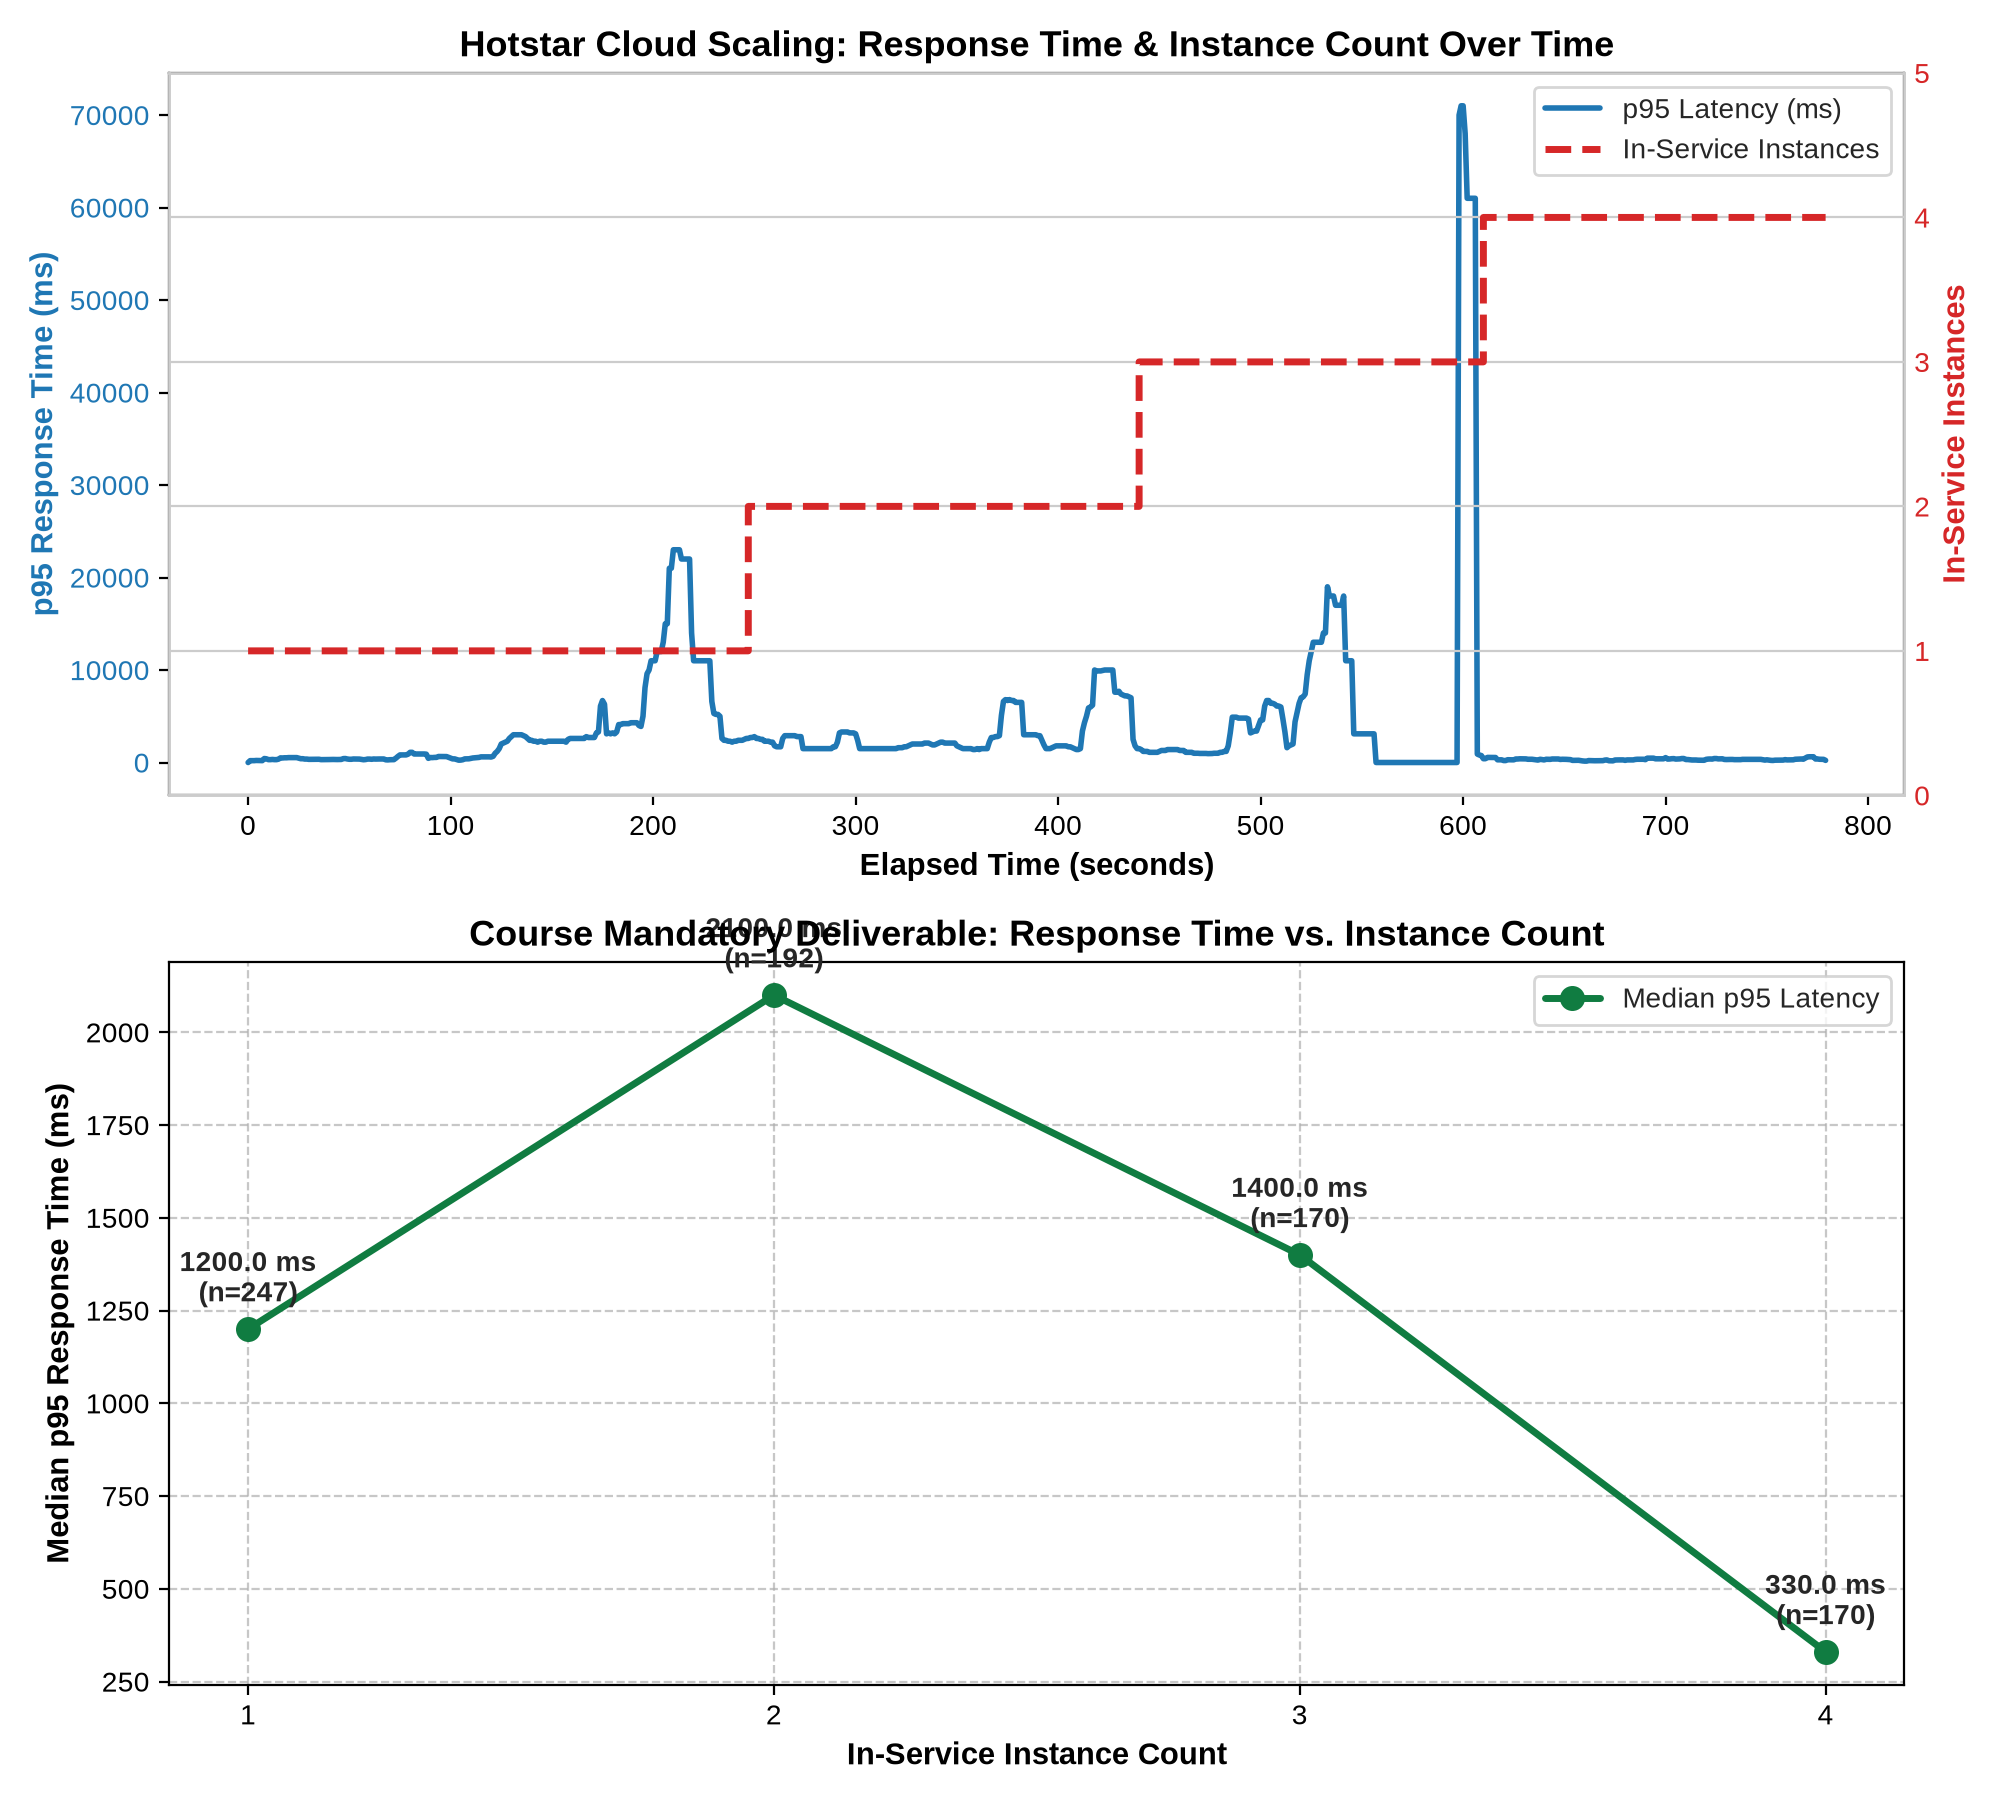 Hotstar Cloud Scaling: Response Time & Instance Count Over Time
p95 Response Time (ms)
70000
60000
50000
40000
30000
20000
10000
0
5
4
3
2
1
0
In-Service Instances
p95 Latency (ms)
In-Service Instances
0 100 200 300 400 500 600 700 800
Elapsed Time (seconds)
Course Mandatory Deliverable: Response Time vs. Instance Count
2100.0 ms
(n=192)
Median p95 Latency
Median p95 Response Time (ms)
2000
1750
1500
1250
1000
750
500
250
1400.0 ms
(n=170)
1200.0 ms
(n=247)
330.0 ms
(n=170)
1 2 3 4
In-Service Instance Count